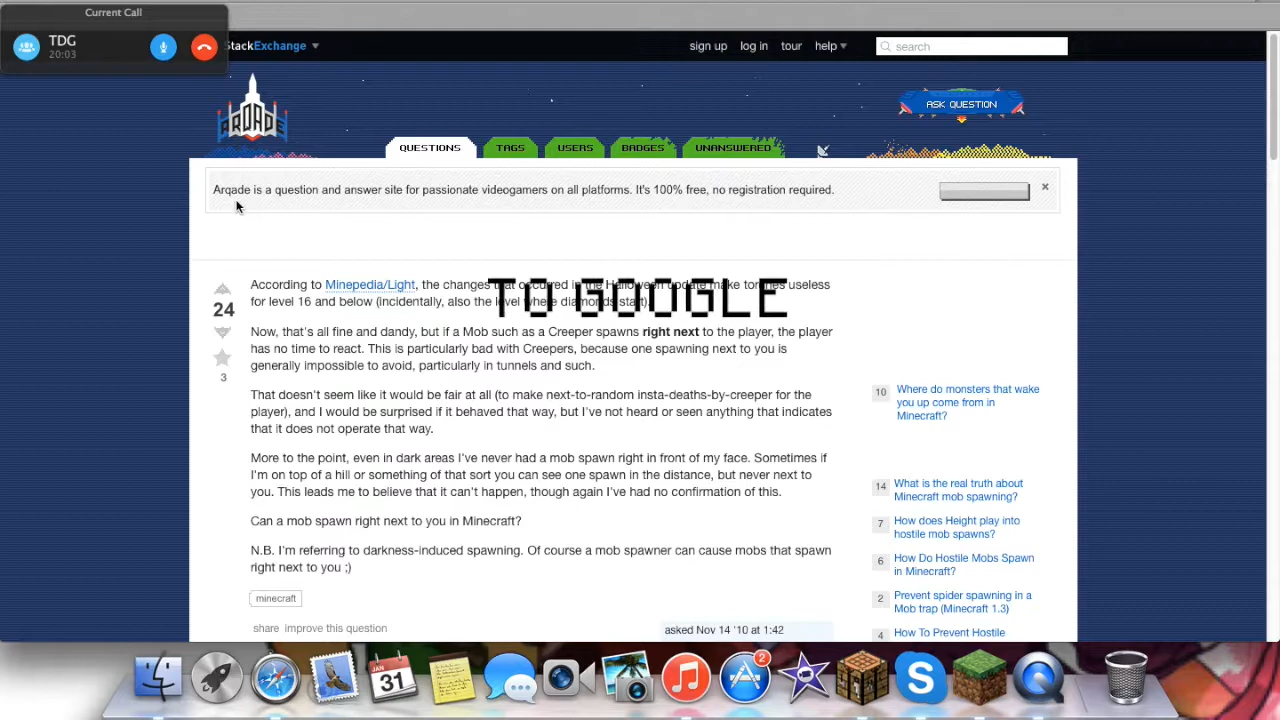 Current Call
TDG
20:03
StackExchange
sign up log in tour help
search
ARQADE
ASK QUESTION
QUESTIONS TAGS USERS BADGES UNANSWERED
Arqade is a question and answer site for passionate videogamers on all platforms. It's 100% free, no registration required.
TO GOOGLE
24
3
According to Minepedia/Light, the changes that occurred in the Halloween update make torches useless
for level 16 and below (incidentally, also the level where diamonds start).
Now, that's all fine and dandy, but if a Mob such as a Creeper spawns right next to the player, the player
has no time to react. This is particularly bad with Creepers, because one spawning next to you is
generally impossible to avoid, particularly in tunnels and such.
That doesn't seem like it would be fair at all (to make next-to-random insta-deaths-by-creeper for the
player), and I would be surprised if it behaved that way, but I've not heard or seen anything that indicates
that it does not operate that way.
More to the point, even in dark areas I've never had a mob spawn right in front of my face. Sometimes if
I'm on top of a hill or something of that sort you can see one spawn in the distance, but never next to
you. This leads me to believe that it can't happen, though again I've had no confirmation of this.
Can a mob spawn right next to you in Minecraft?
N.B. I'm referring to darkness-induced spawning. Of course a mob spawner can cause mobs that spawn
right next to you ;)
minecraft
share improve this question
asked Nov 14 '10 at 1:42
10 Where do monsters that wake
you up come from in
Minecraft?
14 What is the real truth about
Minecraft mob spawning?
7 How does Height play into
hostile mob spawns?
6 How Do Hostile Mobs Spawn
in Minecraft?
2 Prevent spider spawning in a
Mob trap (Minecraft 1.3)
4 How To Prevent Hostile
JAN
31
2